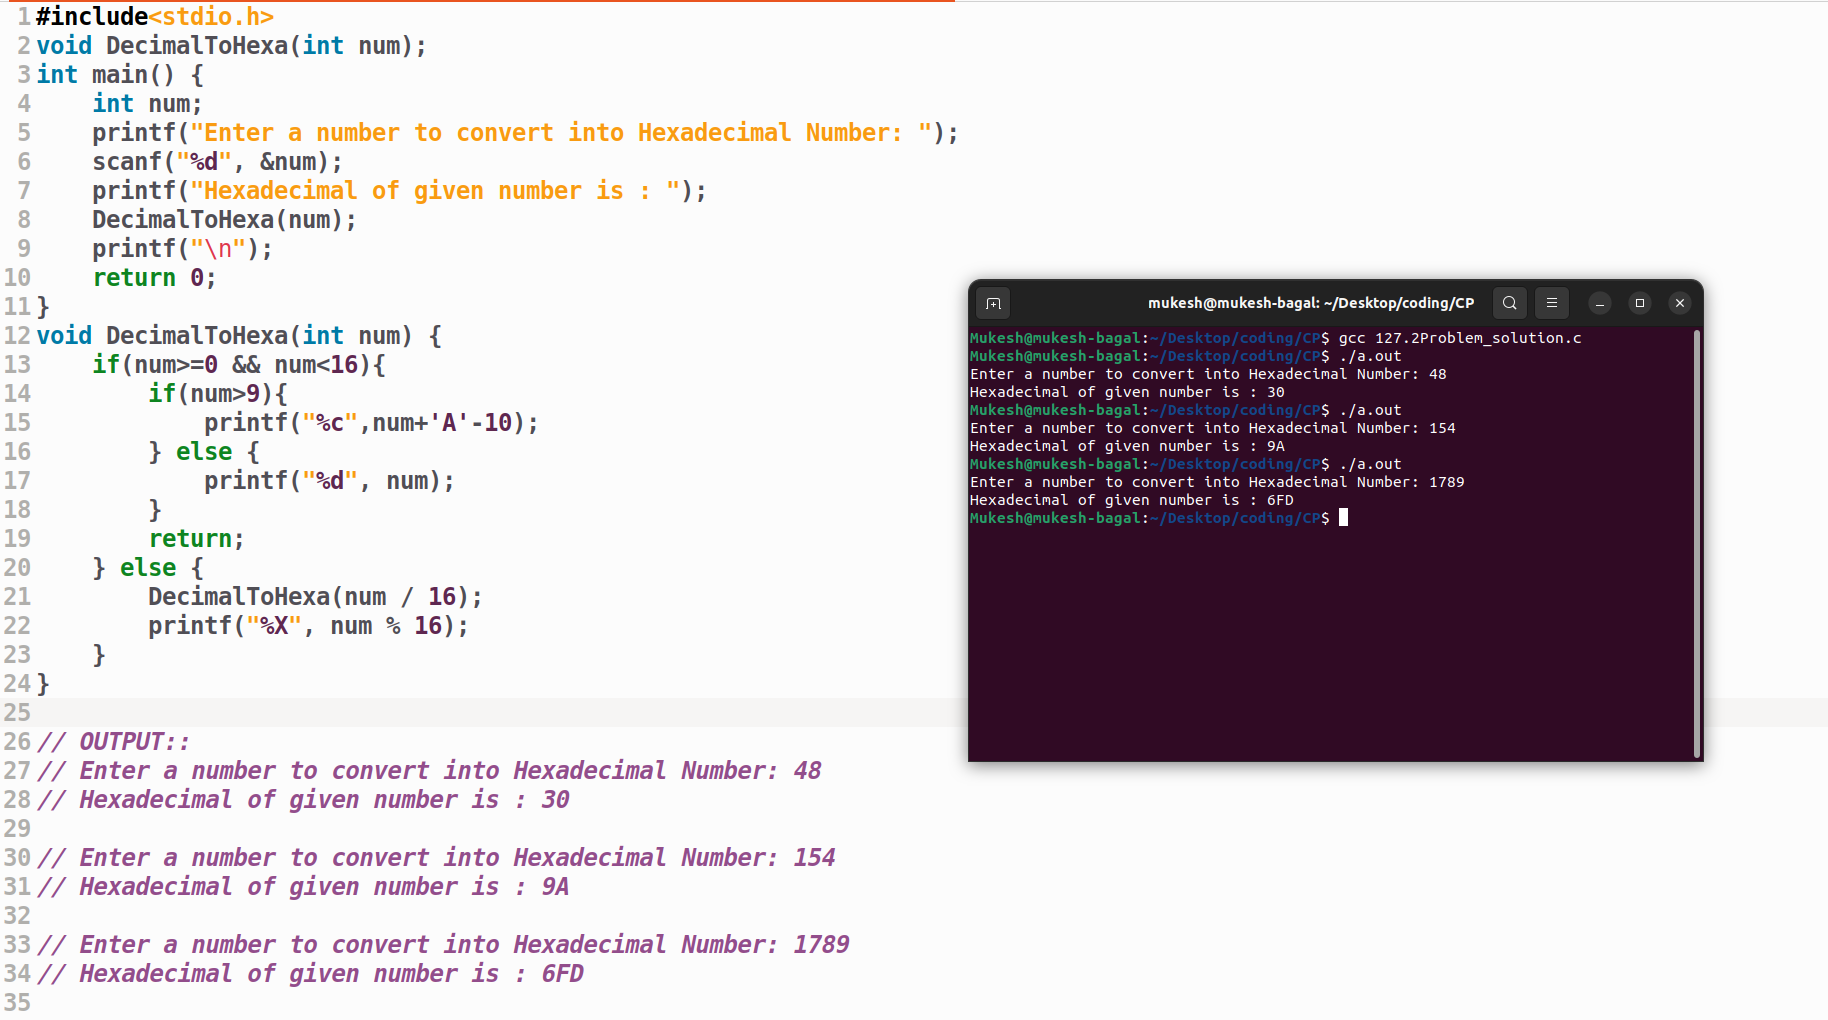 1 #include<stdio.h>
2 void DecimalToHexa(int num);
3 int main() {
4     int num;
5     printf("Enter a number to convert into Hexadecimal Number: ");
6     scanf("%d", &num);
7     printf("Hexadecimal of given number is : ");
8     DecimalToHexa(num);
9     printf("\n");
10     return 0;
11 }
12 void DecimalToHexa(int num) {
13     if(num>=0 && num<16){
14         if(num>9){
15             printf("%c",num+'A'-10);
16         } else {
17             printf("%d", num);
18         }
19         return;
20     } else {
21         DecimalToHexa(num / 16);
22         printf("%X", num % 16);
23     }
24 }
25
26 // OUTPUT::
27 // Enter a number to convert into Hexadecimal Number: 48
28 // Hexadecimal of given number is : 30
29
30 // Enter a number to convert into Hexadecimal Number: 154
31 // Hexadecimal of given number is : 9A
32
33 // Enter a number to convert into Hexadecimal Number: 1789
34 // Hexadecimal of given number is : 6FD
35
mukesh@mukesh-bagal: ~/Desktop/coding/CP
Mukesh@mukesh-bagal:~/Desktop/coding/CP$ gcc 127.2Problem_solution.c
Mukesh@mukesh-bagal:~/Desktop/coding/CP$ ./a.out
Enter a number to convert into Hexadecimal Number: 48
Hexadecimal of given number is : 30
Mukesh@mukesh-bagal:~/Desktop/coding/CP$ ./a.out
Enter a number to convert into Hexadecimal Number: 154
Hexadecimal of given number is : 9A
Mukesh@mukesh-bagal:~/Desktop/coding/CP$ ./a.out
Enter a number to convert into Hexadecimal Number: 1789
Hexadecimal of given number is : 6FD
Mukesh@mukesh-bagal:~/Desktop/coding/CP$